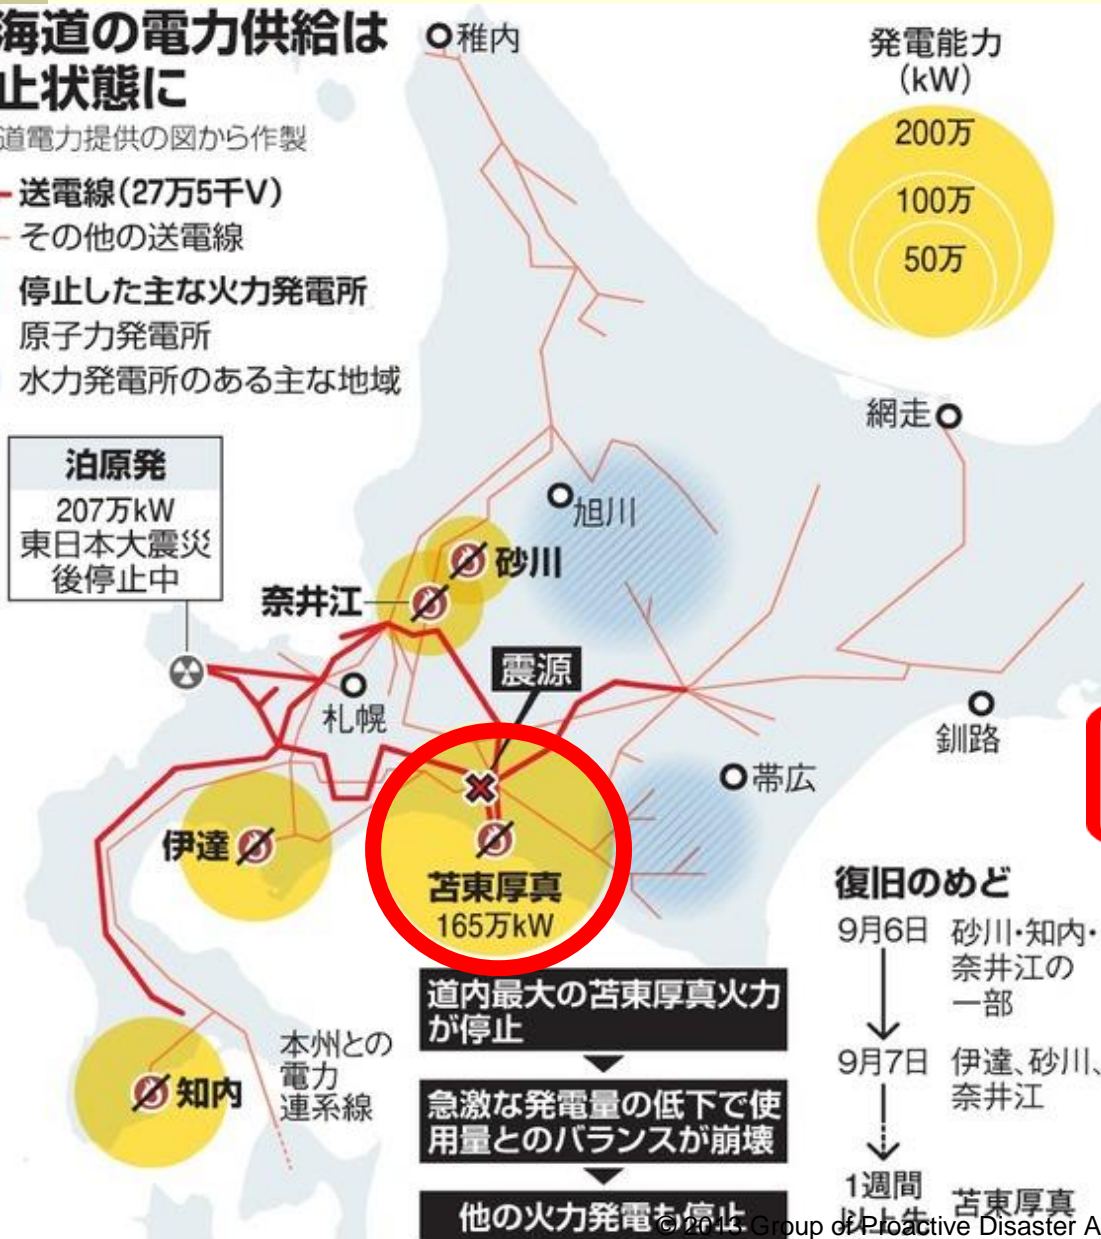 海道の電力供給は
止状態に
道電力提供の図から作製
送電線(27万5千V)
その他の送電線
停止した主な火力発電所
原子力発電所
水力発電所のある主な地域
発電能力
(kW)
200万
100万
50万
稚内
網走
旭川
泊原発
207万kW
東日本大震災
後停止中
砂川
奈井江
震源
札幌
釧路
帯広
伊達
苫東厚真
165万kW
知内
本州との
電力
連系線
道内最大の苫東厚真火力
が停止
急激な発電量の低下で使
用量とのバランスが崩壊
他の火力発電も停止
復旧のめど
9月6日 砂川・知内・
奈井江の
一部
9月7日 伊達、砂川、
奈井江
1週間
以上先 苫東厚真
© 2013 Group of Proactive Disaster A